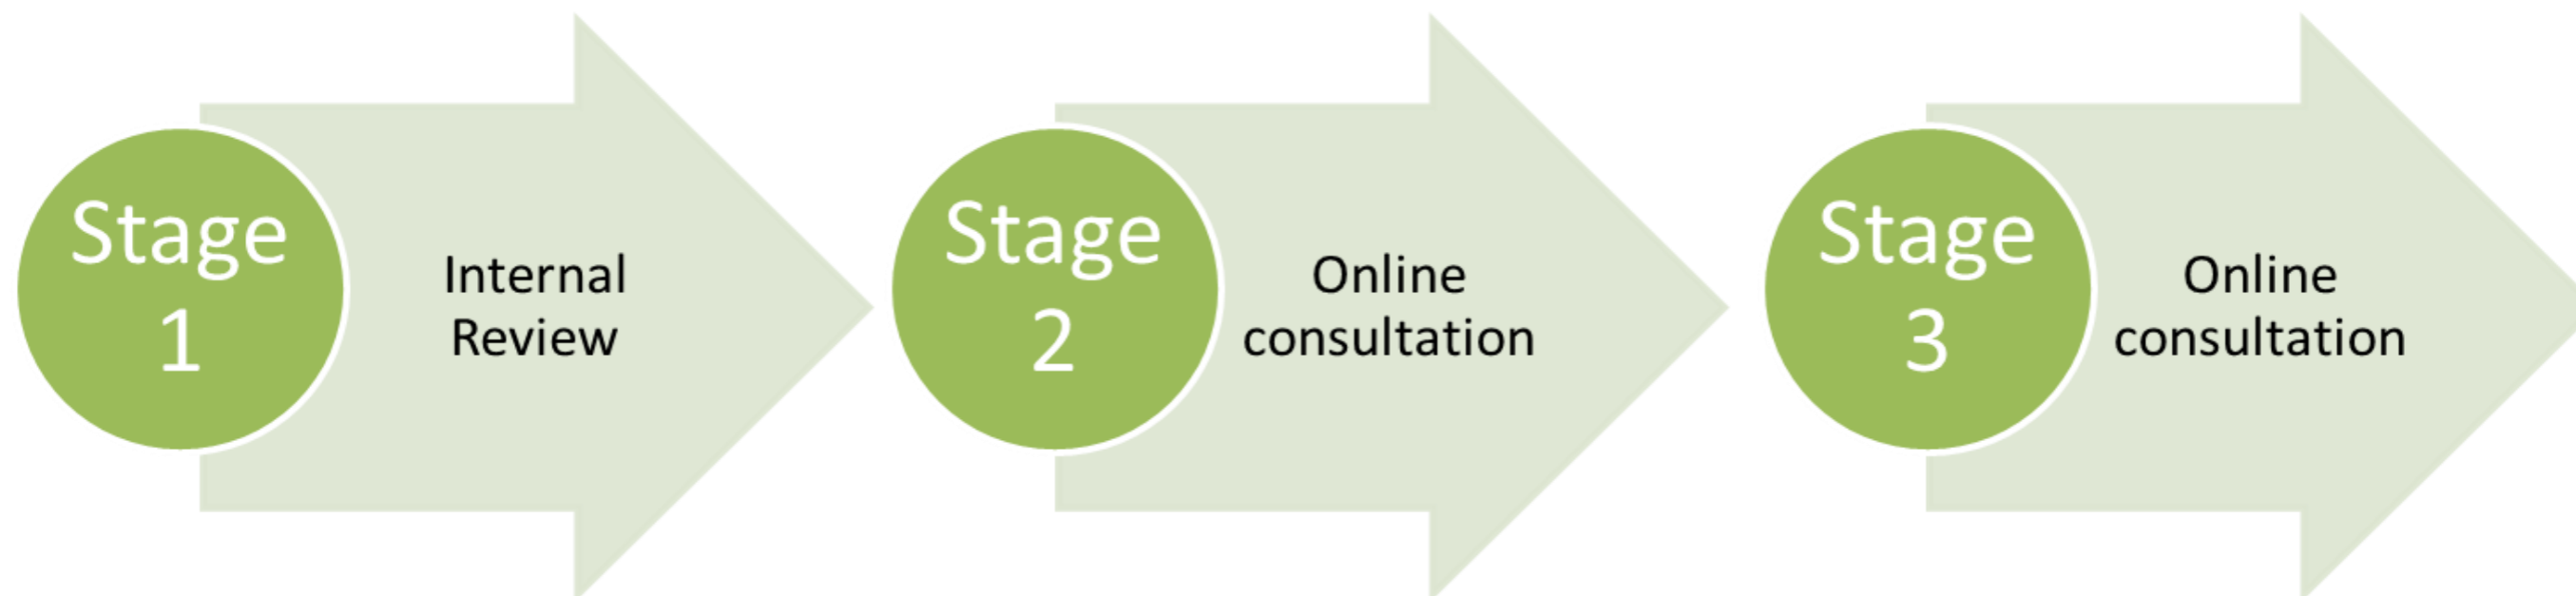 Stage
1
Internal
Review
Stage
2
Online
consultation
Stage
3
Online
consultation